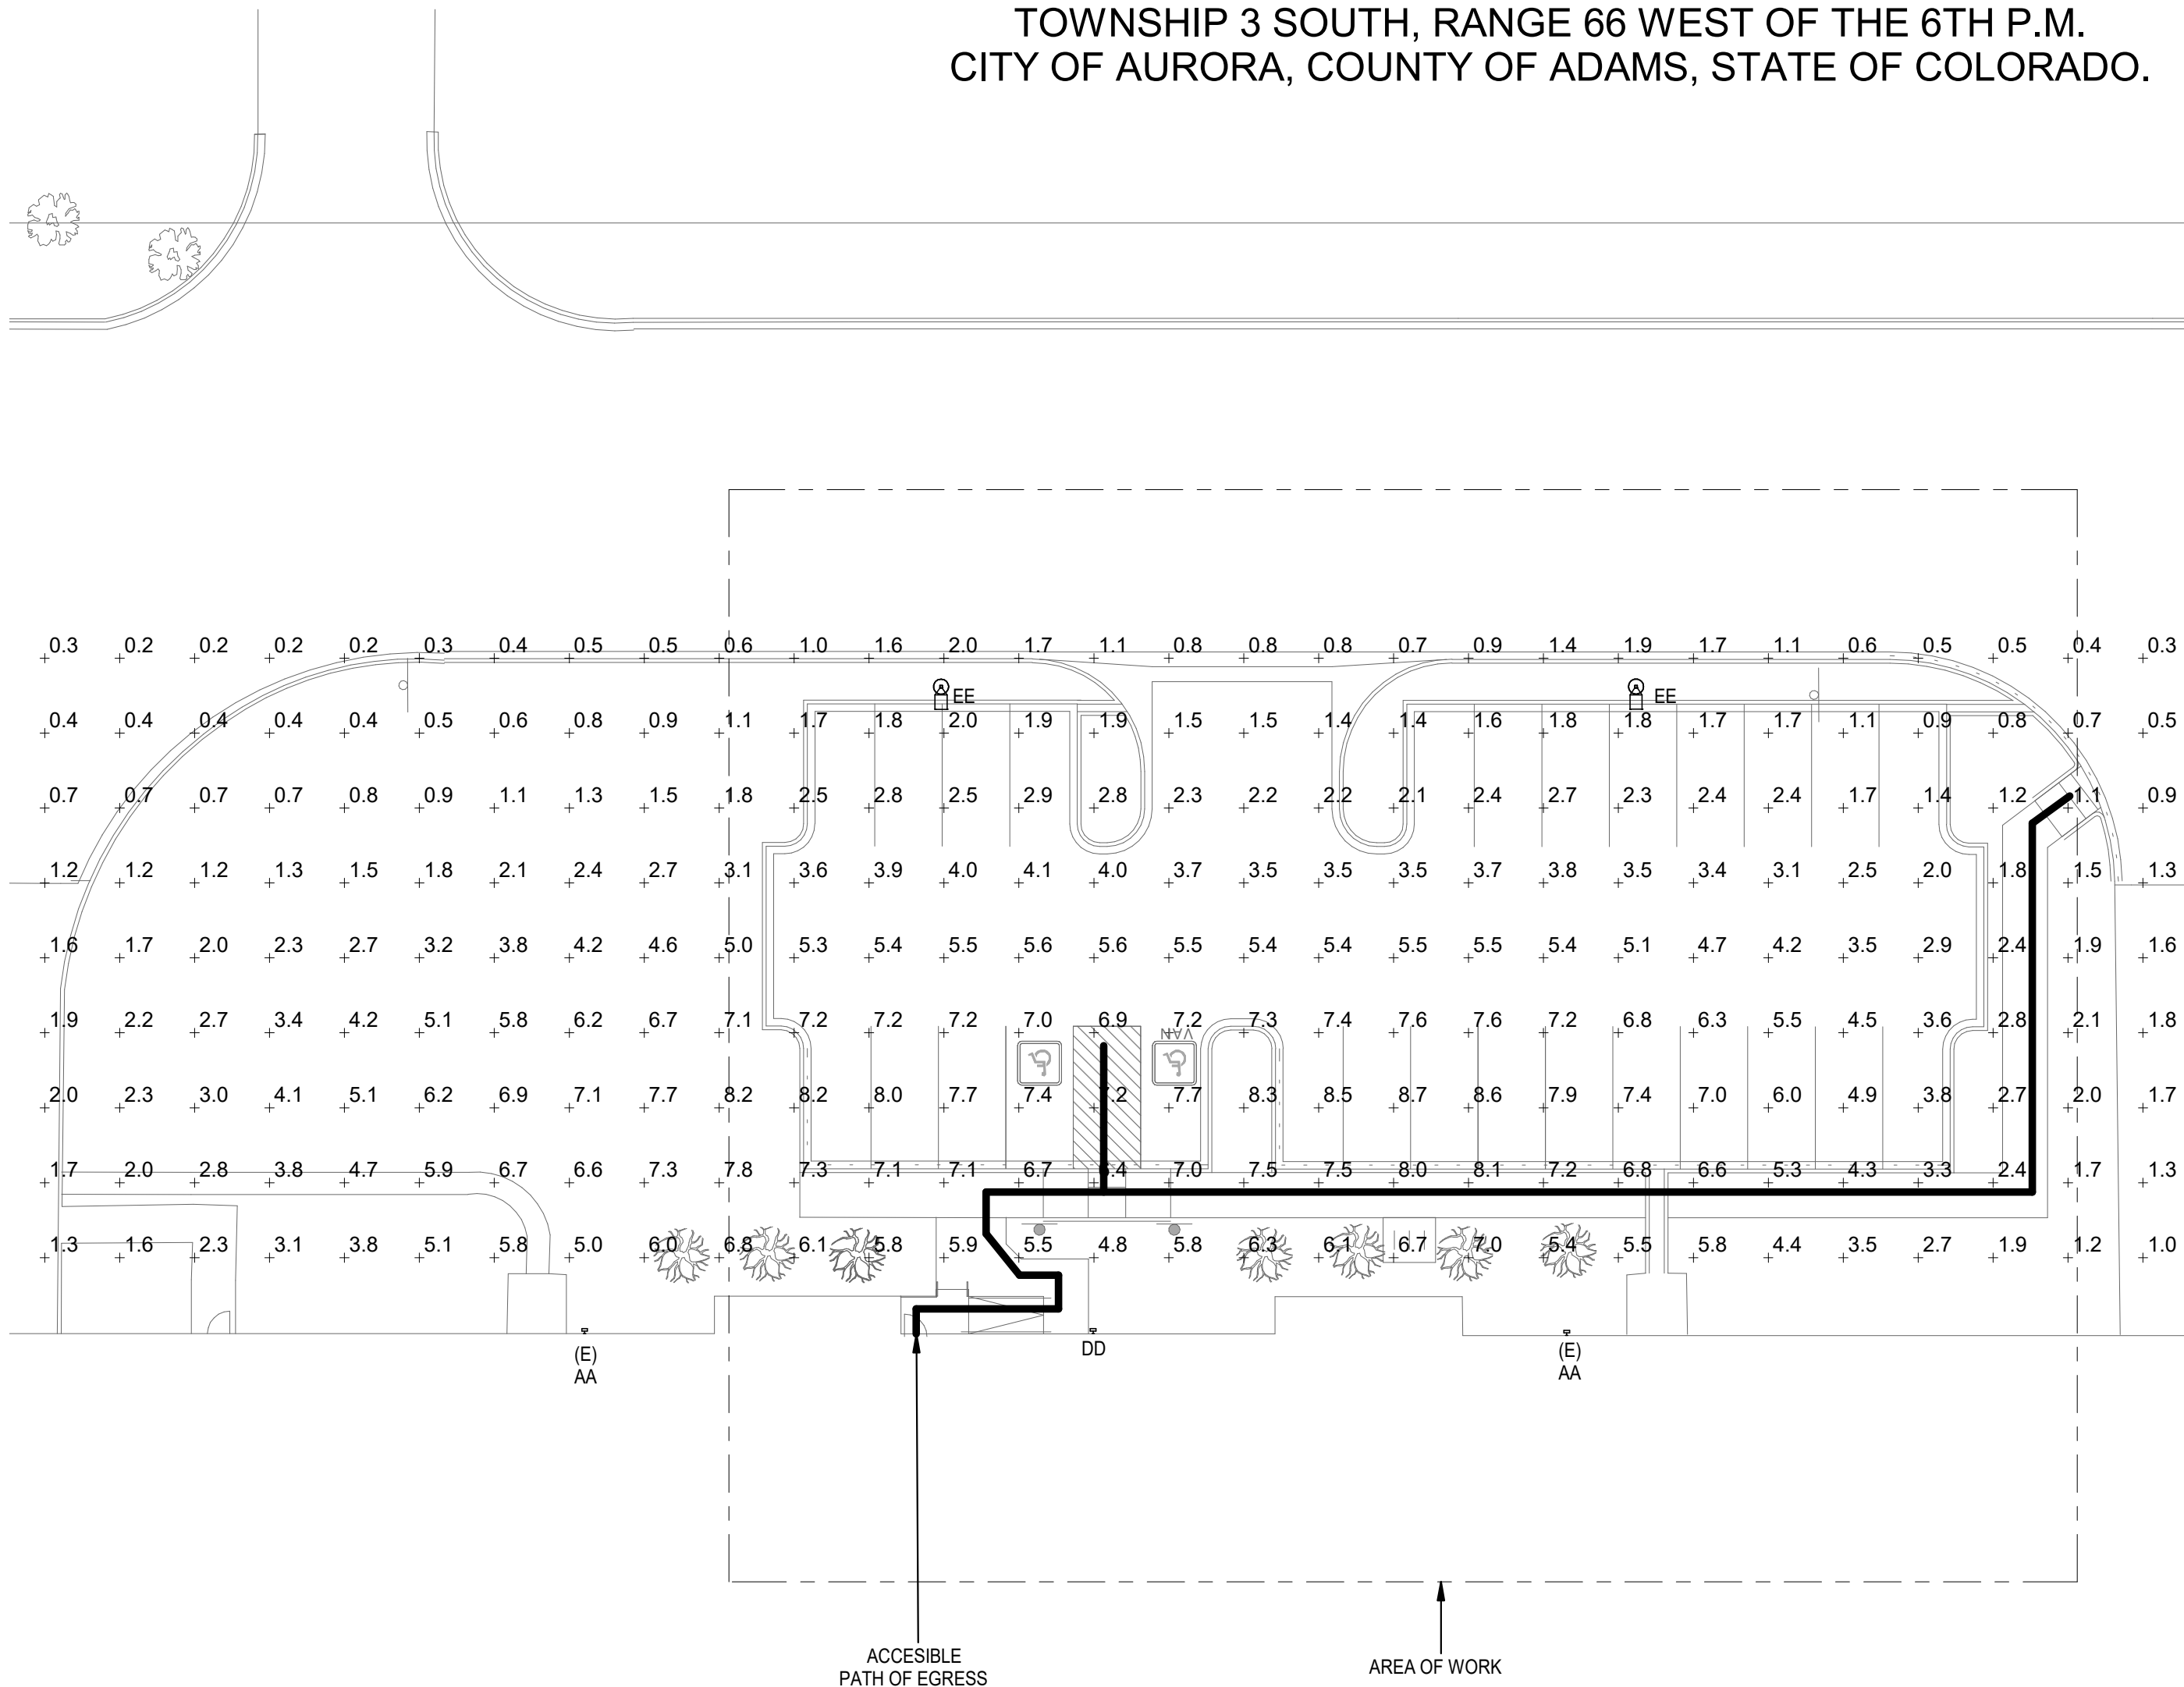 TOWNSHIP 3 SOUTH, RANGE 66 WEST OF THE 6TH P.M.
CITY OF AURORA, COUNTY OF ADAMS, STATE OF COLORADO.
0.3 0.2 0.2 0.2 0.2 0.3 0.4 0.5 0.5 0.6 1.0 1.6 2.0 1.7 1.1 0.8 0.8 0.8 0.7 0.9 1.4 1.9 1.7 1.1 0.6 0.5 0.5 0.4 0.3
EE EE
0.4 0.4 0.4 0.4 0.4 0.5 0.6 0.8 0.9 1.1 1.7 1.8 2.0 1.9 1.9 1.5 1.5 1.4 1.4 1.6 1.8 1.8 1.7 1.7 1.1 0.9 0.8 0.7 0.5
0.7 0.7 0.7 0.7 0.8 0.9 1.1 1.3 1.5 1.8 2.5 2.8 2.5 2.9 2.8 2.3 2.2 2.2 2.1 2.4 2.7 2.3 2.4 2.4 1.7 1.4 1.2 1.1 0.9
1.2 1.2 1.2 1.3 1.5 1.8 2.1 2.4 2.7 3.1 3.6 3.9 4.0 4.1 4.0 3.7 3.5 3.5 3.5 3.7 3.8 3.5 3.4 3.1 2.5 2.0 1.8 1.5 1.3
1.6 1.7 2.0 2.3 2.7 3.2 3.8 4.2 4.6 5.0 5.3 5.4 5.5 5.6 5.6 5.5 5.4 5.4 5.5 5.5 5.4 5.1 4.7 4.2 3.5 2.9 2.4 1.9 1.6
1.9 2.2 2.7 3.4 4.2 5.1 5.8 6.2 6.7 7.1 7.2 7.2 7.2 7.0 6.9 7.2 7.3 7.4 7.6 7.6 7.2 6.8 6.3 5.5 4.5 3.6 2.8 2.1 1.8
VAN
2.0 2.3 3.0 4.1 5.1 6.2 6.9 7.1 7.7 8.2 8.2 8.0 7.7 7.4 7.2 7.7 8.3 8.5 8.7 8.6 7.9 7.4 7.0 6.0 4.9 3.8 2.7 2.0 1.7
1.7 2.0 2.8 3.8 4.7 5.9 6.7 6.6 7.3 7.8 7.3 7.1 7.1 6.7 6.4 7.0 7.5 7.5 8.0 8.1 7.2 6.8 6.6 5.3 4.3 3.3 2.4 1.7 1.3
1.3 1.6 2.3 3.1 3.8 5.1 5.8 5.0 6.0 6.8 6.1 5.8 5.9 5.5 4.8 5.8 6.3 6.1 6.7 7.0 5.4 5.5 5.8 4.4 3.5 2.7 1.9 1.2 1.0
(E)
AA
DD
(E)
AA
ACCESIBLE
PATH OF EGRESS
AREA OF WORK